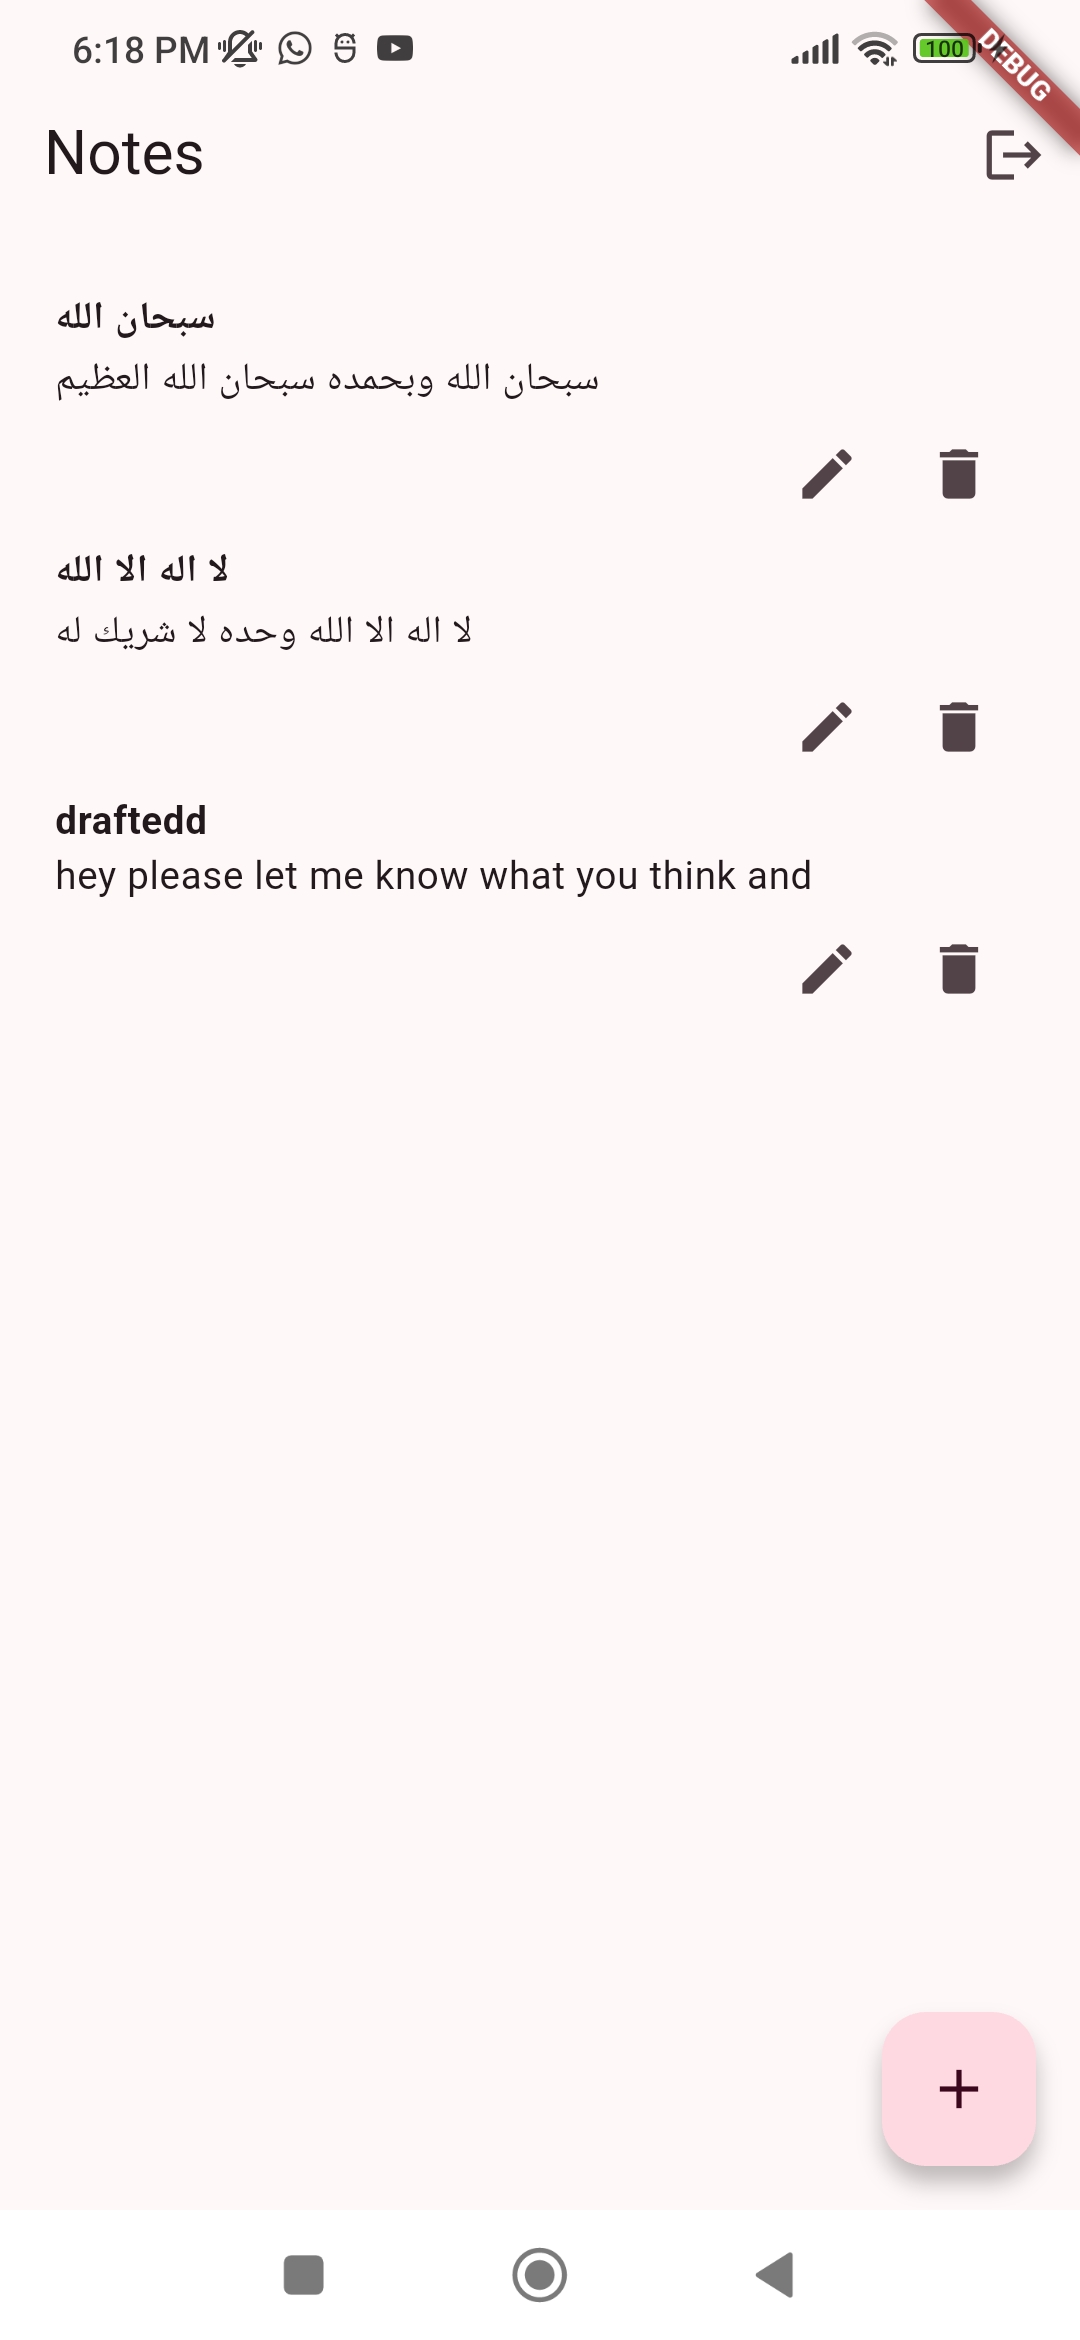 6:18 PM
100
DEBUG
Notes
سبحان الله
سبحان الله وبحمده سبحان الله العظيم
لا اله الا الله
لا اله الا الله وحده لا شريك له
draftedd
hey please let me know what you think and